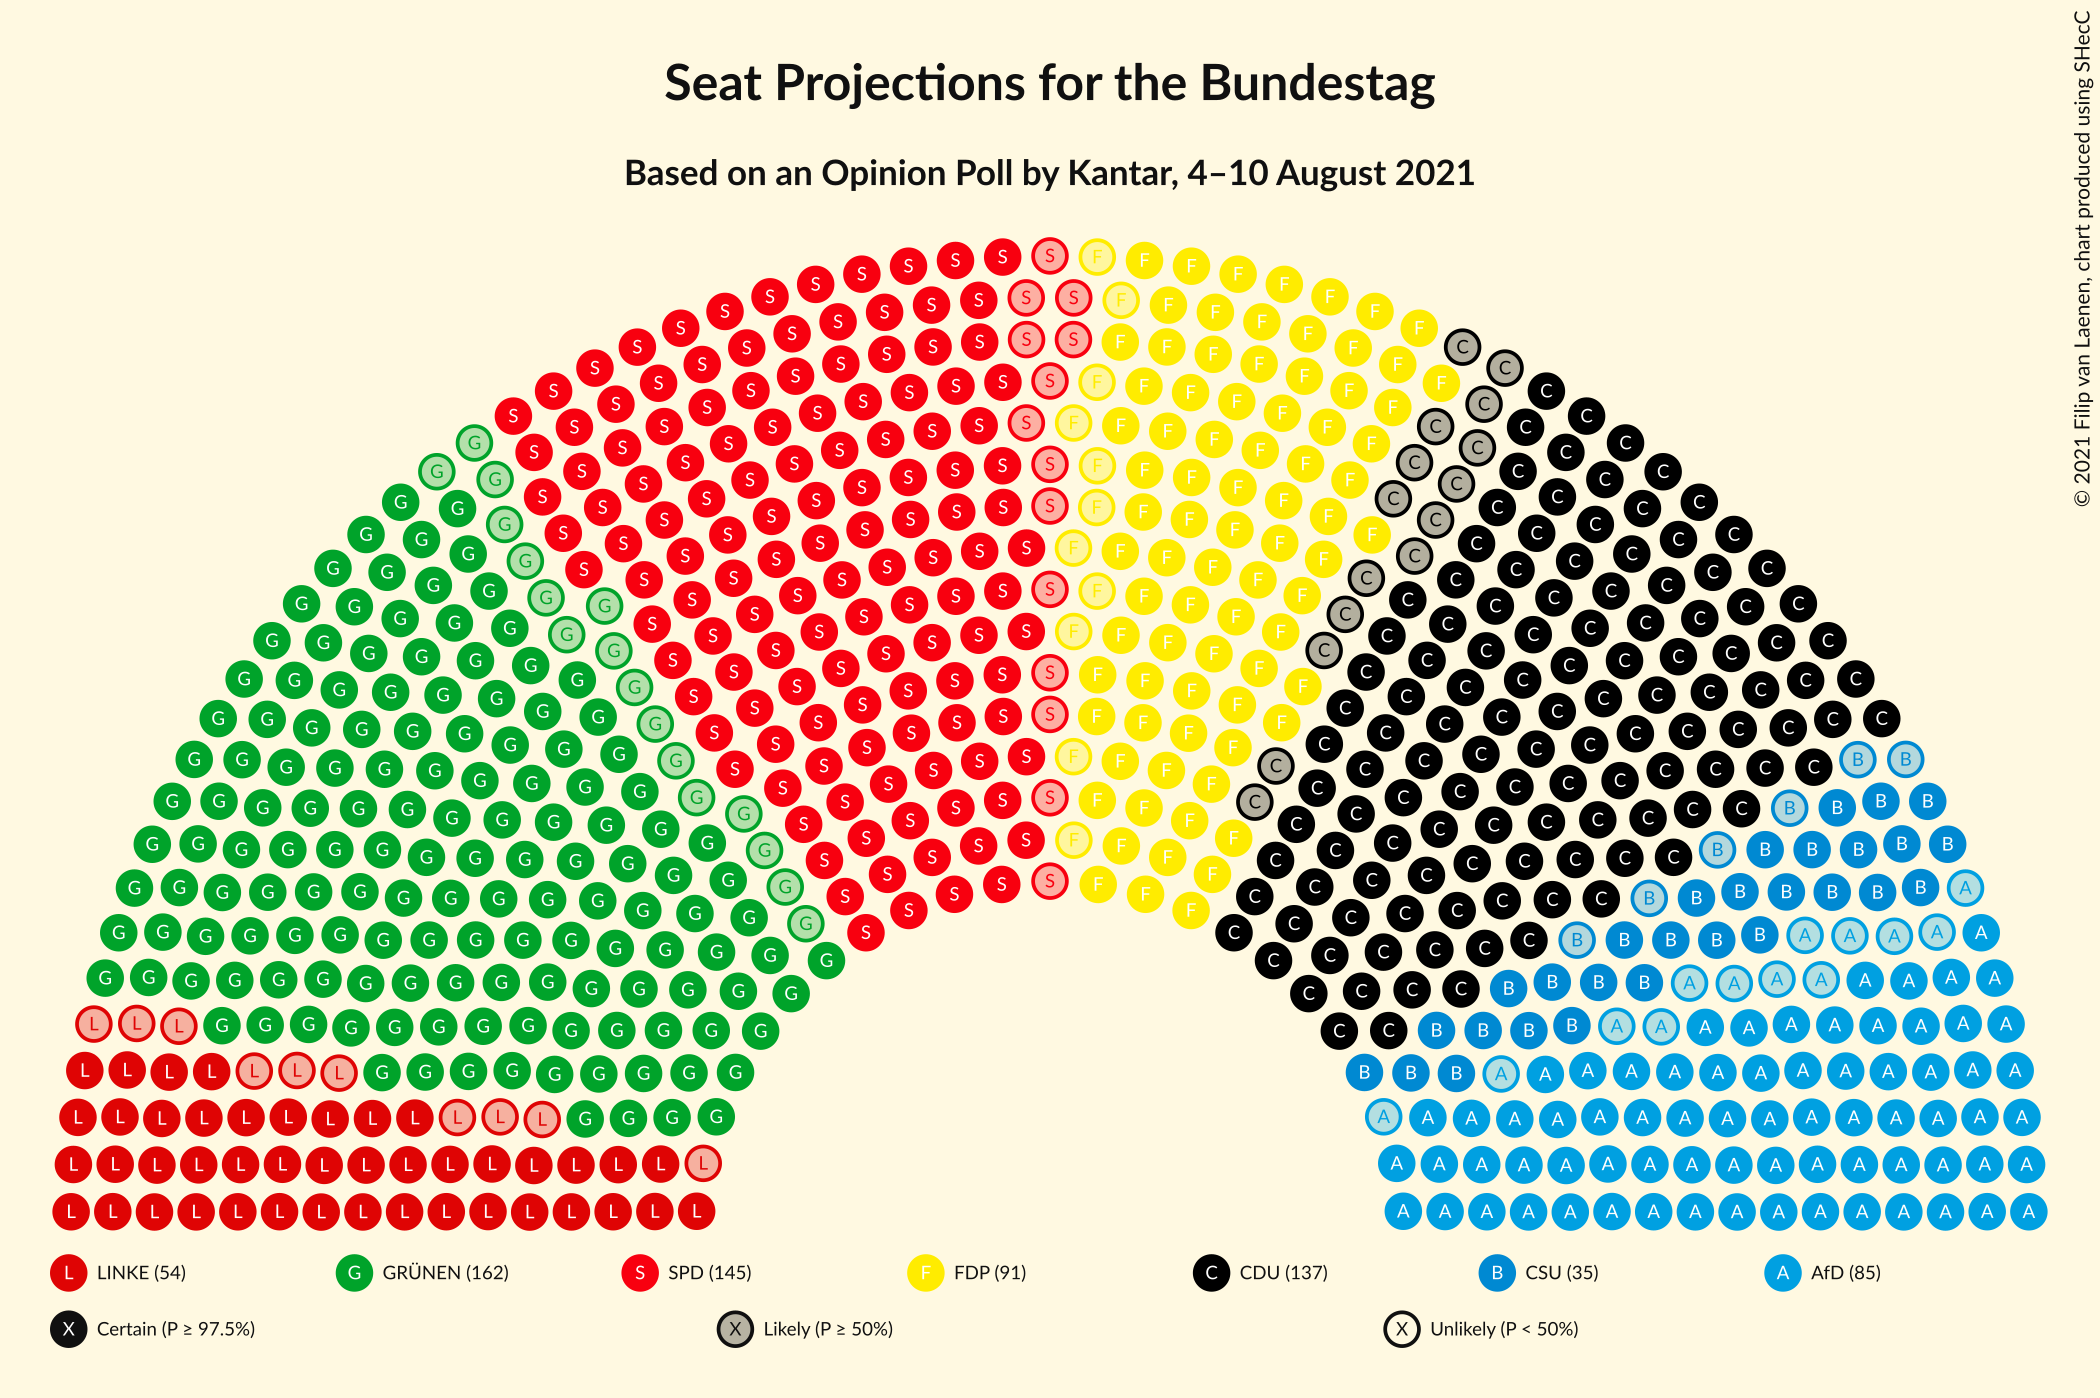 Seat Projections for the Bundestag
Based on an Opinion Poll by Kantar, 4–10 August 2021
© 2021 Filip van Laenen, chart produced using SHecC
L LINKE (54) G GRÜNEN (162) S SPD (145) F FDP (91) C CDU (137) B CSU (35) A AfD (85)
X Certain (P ≥ 97.5%) X Likely (P ≥ 50%) X Unlikely (P < 50%)